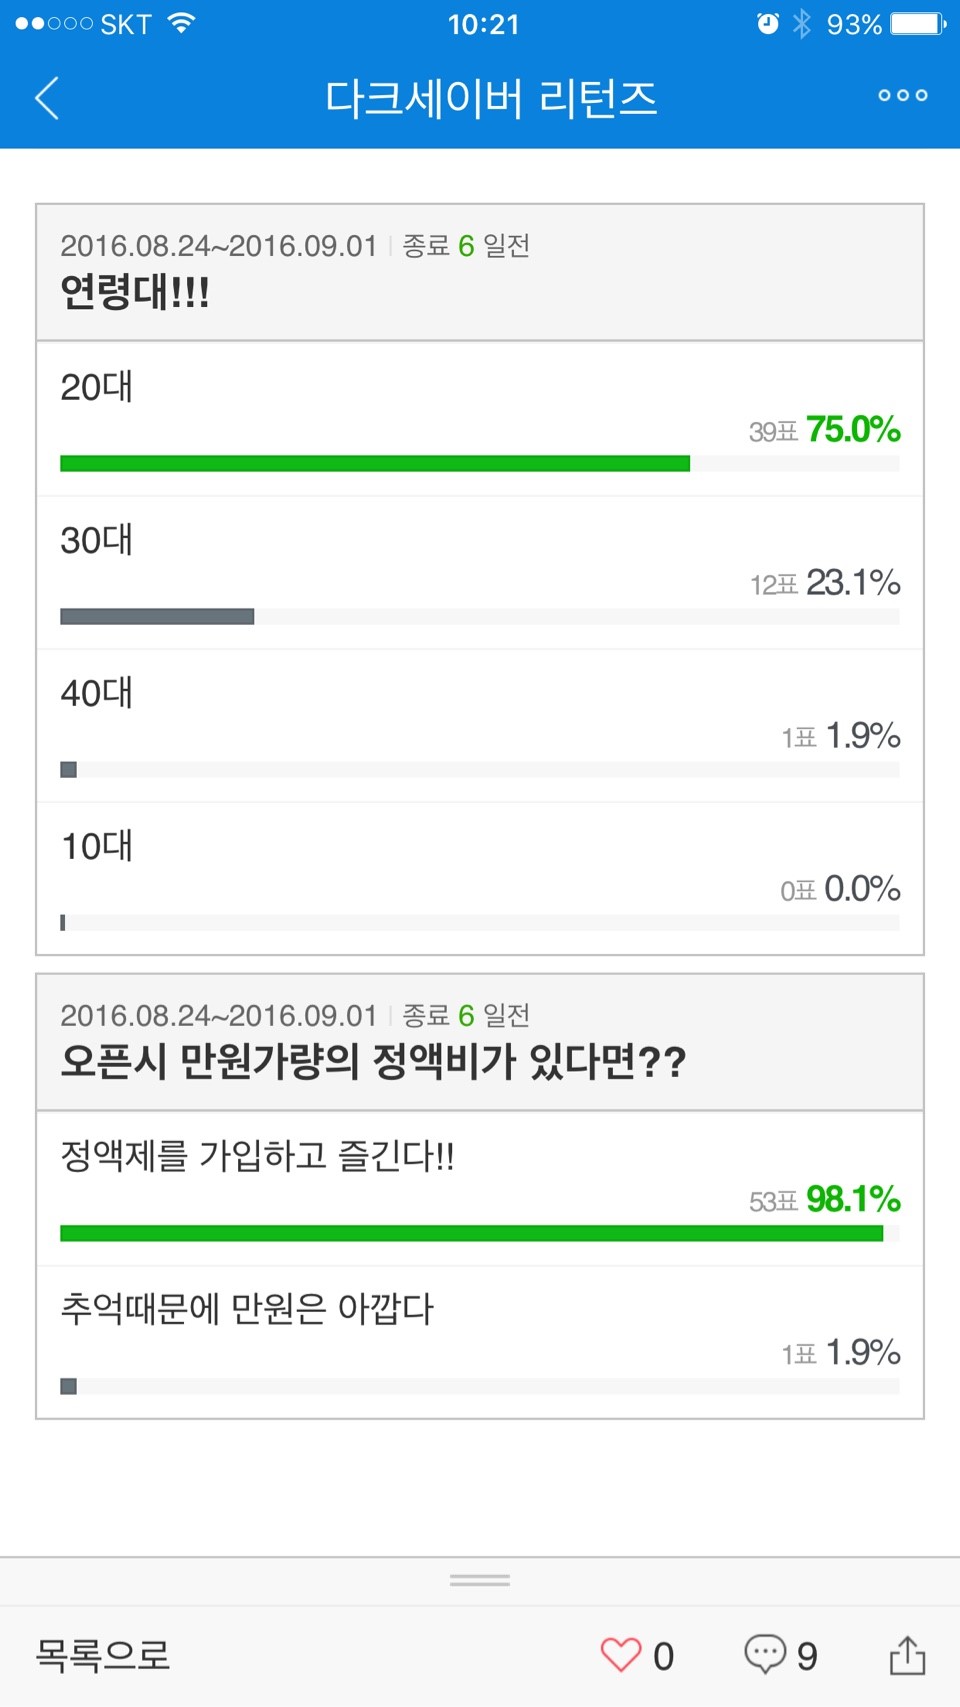 SKT 10:21 93%
다크세이버 리턴즈
2016.08.24~2016.09.01 종료 6 일전
연령대!!!
20대
39표 75.0%
30대
12표 23.1%
40대
1표 1.9%
10대
0표 0.0%
2016.08.24~2016.09.01 종료 6 일전
오픈시 만원가량의 정액비가 있다면??
정액제를 가입하고 즐긴다!!
53표 98.1%
추억때문에 만원은 아깝다
1표 1.9%
목록으로 0 9